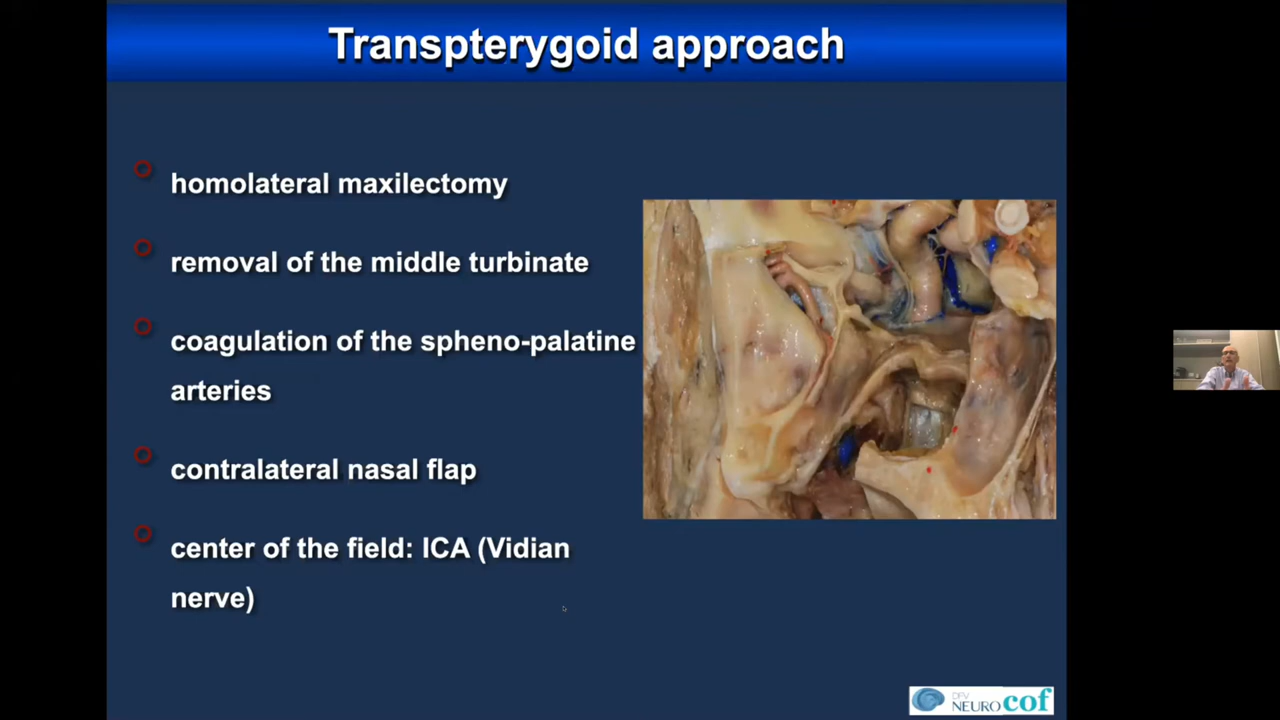 Transpterygoid approach
homolateral maxilectomy
removal of the middle turbinate
coagulation of the spheno-palatine
arteries
contralateral nasal flap
center of the field: ICA (Vidian
nerve)
NEURO cof